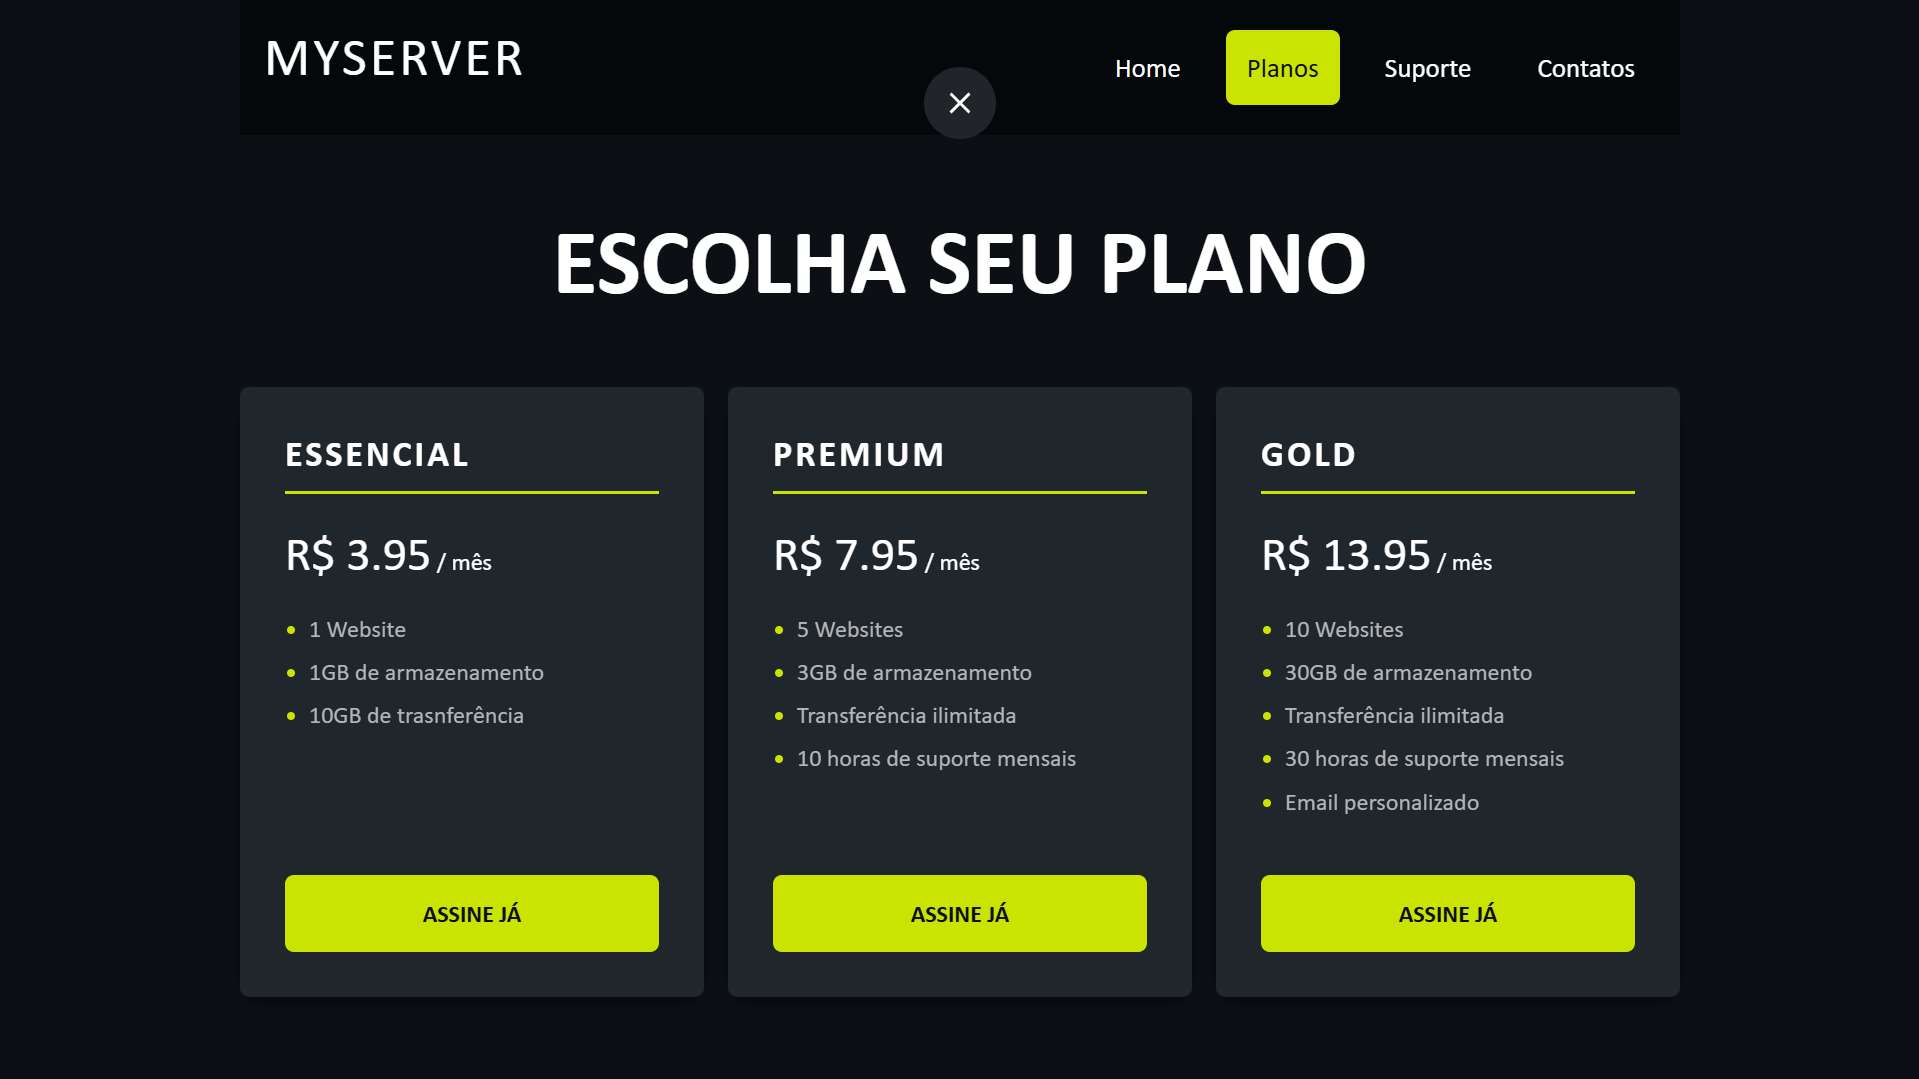 MYSERVER
Home Planos Suporte Contatos
ESCOLHA SEU PLANO
ESSENCIAL
R$ 3.95 / mês
1 Website
1GB de armazenamento
10GB de trasnferência
ASSINE JÁ
PREMIUM
R$ 7.95 / mês
5 Websites
3GB de armazenamento
Transferência ilimitada
10 horas de suporte mensais
ASSINE JÁ
GOLD
R$ 13.95 / mês
10 Websites
30GB de armazenamento
Transferência ilimitada
30 horas de suporte mensais
Email personalizado
ASSINE JÁ